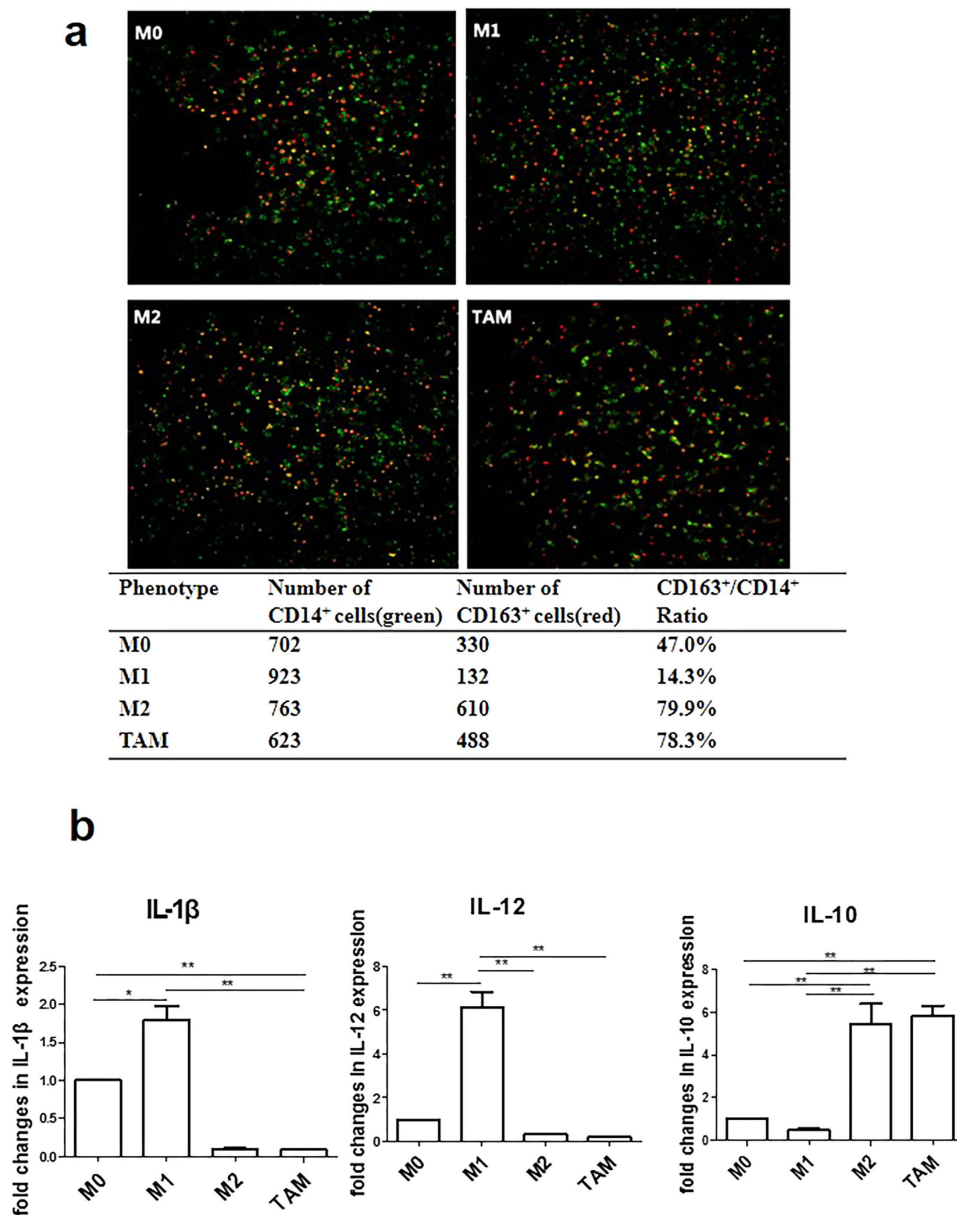 a
M0
M1
M2
TAM
Phenotype Number of CD14⁺ cells(green) Number of CD163⁺ cells(red) CD163⁺/CD14⁺ Ratio
M0 702 330 47.0%
M1 923 132 14.3%
M2 763 610 79.9%
TAM 623 488 78.3%
b
IL-1β
fold changes in IL-1β expression
2.5
2.0
1.5
1.0
0.5
0.0
**
*
**
M0 M1 M2 TAM
IL-12
fold changes in IL-12 expression
8
6
4
2
0
**
**
**
M0 M1 M2 TAM
IL-10
fold changes in IL-10 expression
8
6
4
2
0
**
**
**
**
M0 M1 M2 TAM